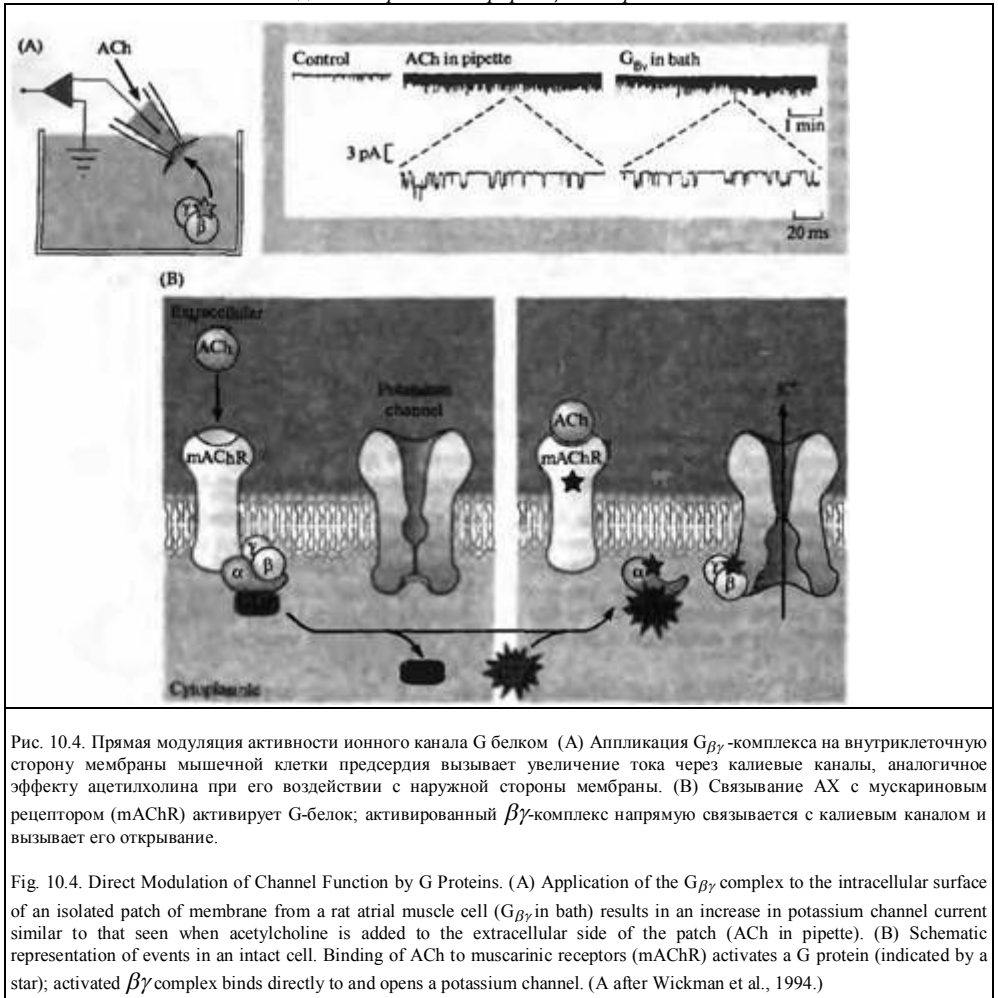 (A)
ACh
Control
ACh in pipette
Gβγ in bath
1 min
3 pA
20 ms
γ
β
(B)
Extracellular
ACh
Potassium
channel
ACh
mAChR
mAChR
γ
α
β
α
γ
β
Cytoplasm
Рис. 10.4. Прямая модуляция активности ионного канала G белком (А) Аппликация Gβγ-комплекса на внутриклеточную
сторону мембраны мышечной клетки предсердия вызывает увеличение тока через калиевые каналы, аналогичное
эффекту ацетилхолина при его воздействии с наружной стороны мембраны. (В) Связывание АХ с мускариновым
рецептором (mAChR) активирует G-белок; активированный βγ-комплекс напрямую связывается с калиевым каналом и
вызывает его открывание.
Fig. 10.4. Direct Modulation of Channel Function by G Proteins. (A) Application of the Gβγ complex to the intracellular surface
of an isolated patch of membrane from a rat atrial muscle cell (Gβγ in bath) results in an increase in potassium channel current
similar to that seen when acetylcholine is added to the extracellular side of the patch (ACh in pipette). (B) Schematic
representation of events in an intact cell. Binding of ACh to muscarinic receptors (mAChR) activates a G protein (indicated by a
star); activated βγ complex binds directly to and opens a potassium channel. (A after Wickman et al., 1994.)